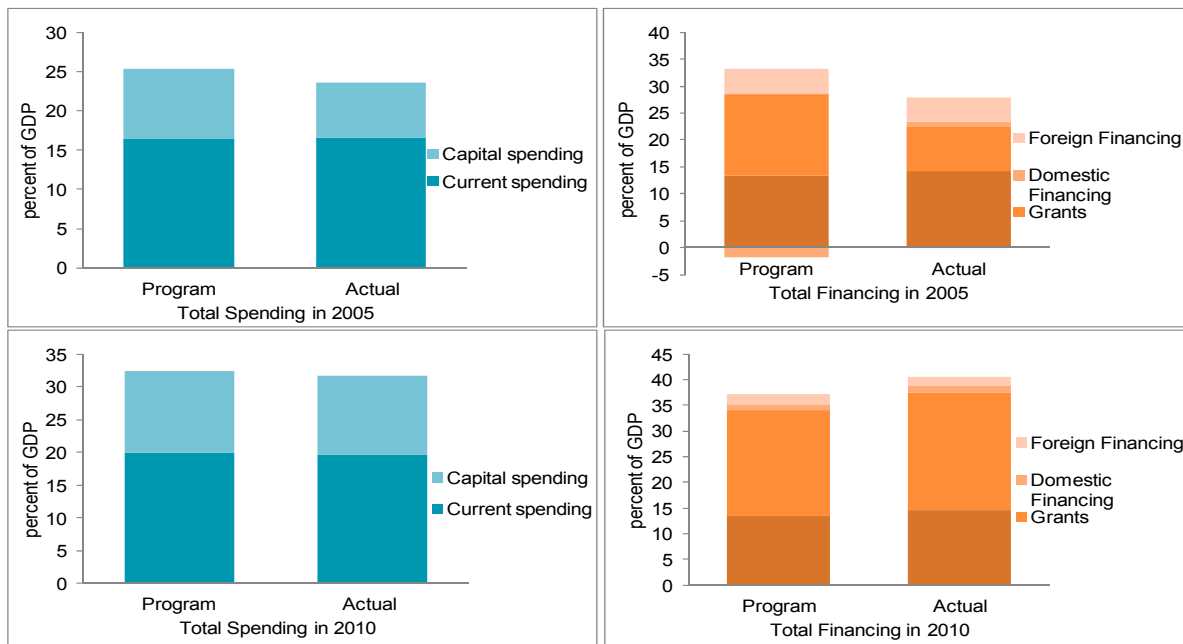 percent of GDP
30
25
20
15
10
5
0
Capital spending
Current spending
Program
Actual
Total Spending in 2005
percent of GDP
40
35
30
25
20
15
10
5
0
-5
Foreign Financing
Domestic
Financing
Grants
Program
Actual
Total Financing in 2005
percent of GDP
35
30
25
20
15
10
5
0
Capital spending
Current spending
Program
Actual
Total Spending in 2010
percent of GDP
45
40
35
30
25
20
15
10
5
0
Foreign Financing
Domestic
Financing
Grants
Program
Actual
Total Financing in 2010